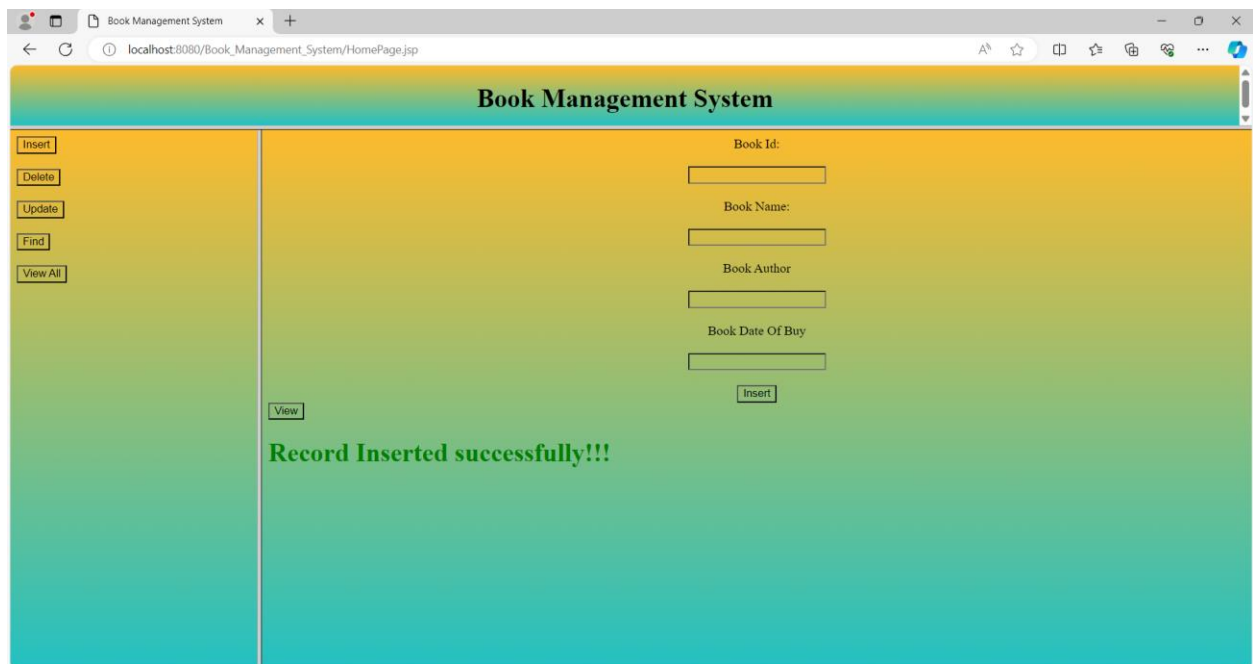 Book Management System
localhost:8080/Book_Management_System/HomePage.jsp
Book Management System
Insert
Delete
Update
Find
View All
Book Id:
Book Name:
Book Author
Book Date Of Buy
Insert
View
Record Inserted successfully!!!